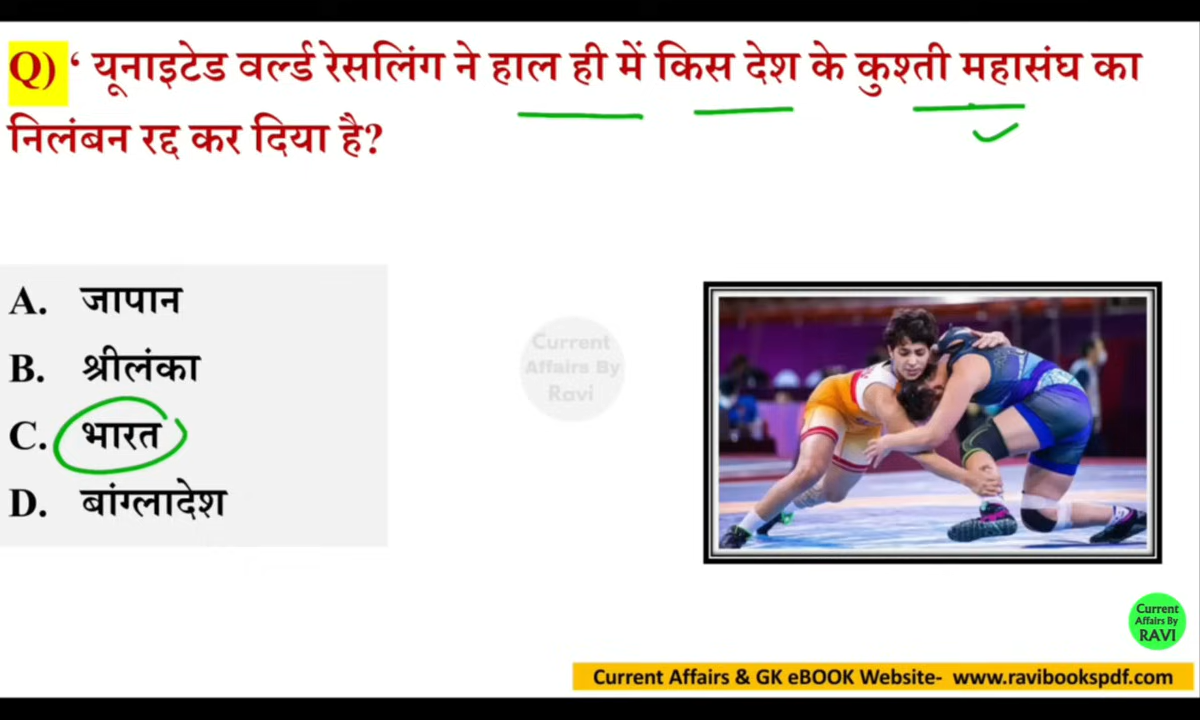 Q) ‘ यूनाइटेड वर्ल्ड रेसलिंग ने हाल ही में किस देश के कुश्ती महासंघ का
निलंबन रद्द कर दिया है?
A. जापान
B. श्रीलंका
C. भारत
D. बांग्लादेश
Current
Affairs By
Ravi
Current
Affairs By
RAVI
Current Affairs & GK eBOOK Website- www.ravibookspdf.com